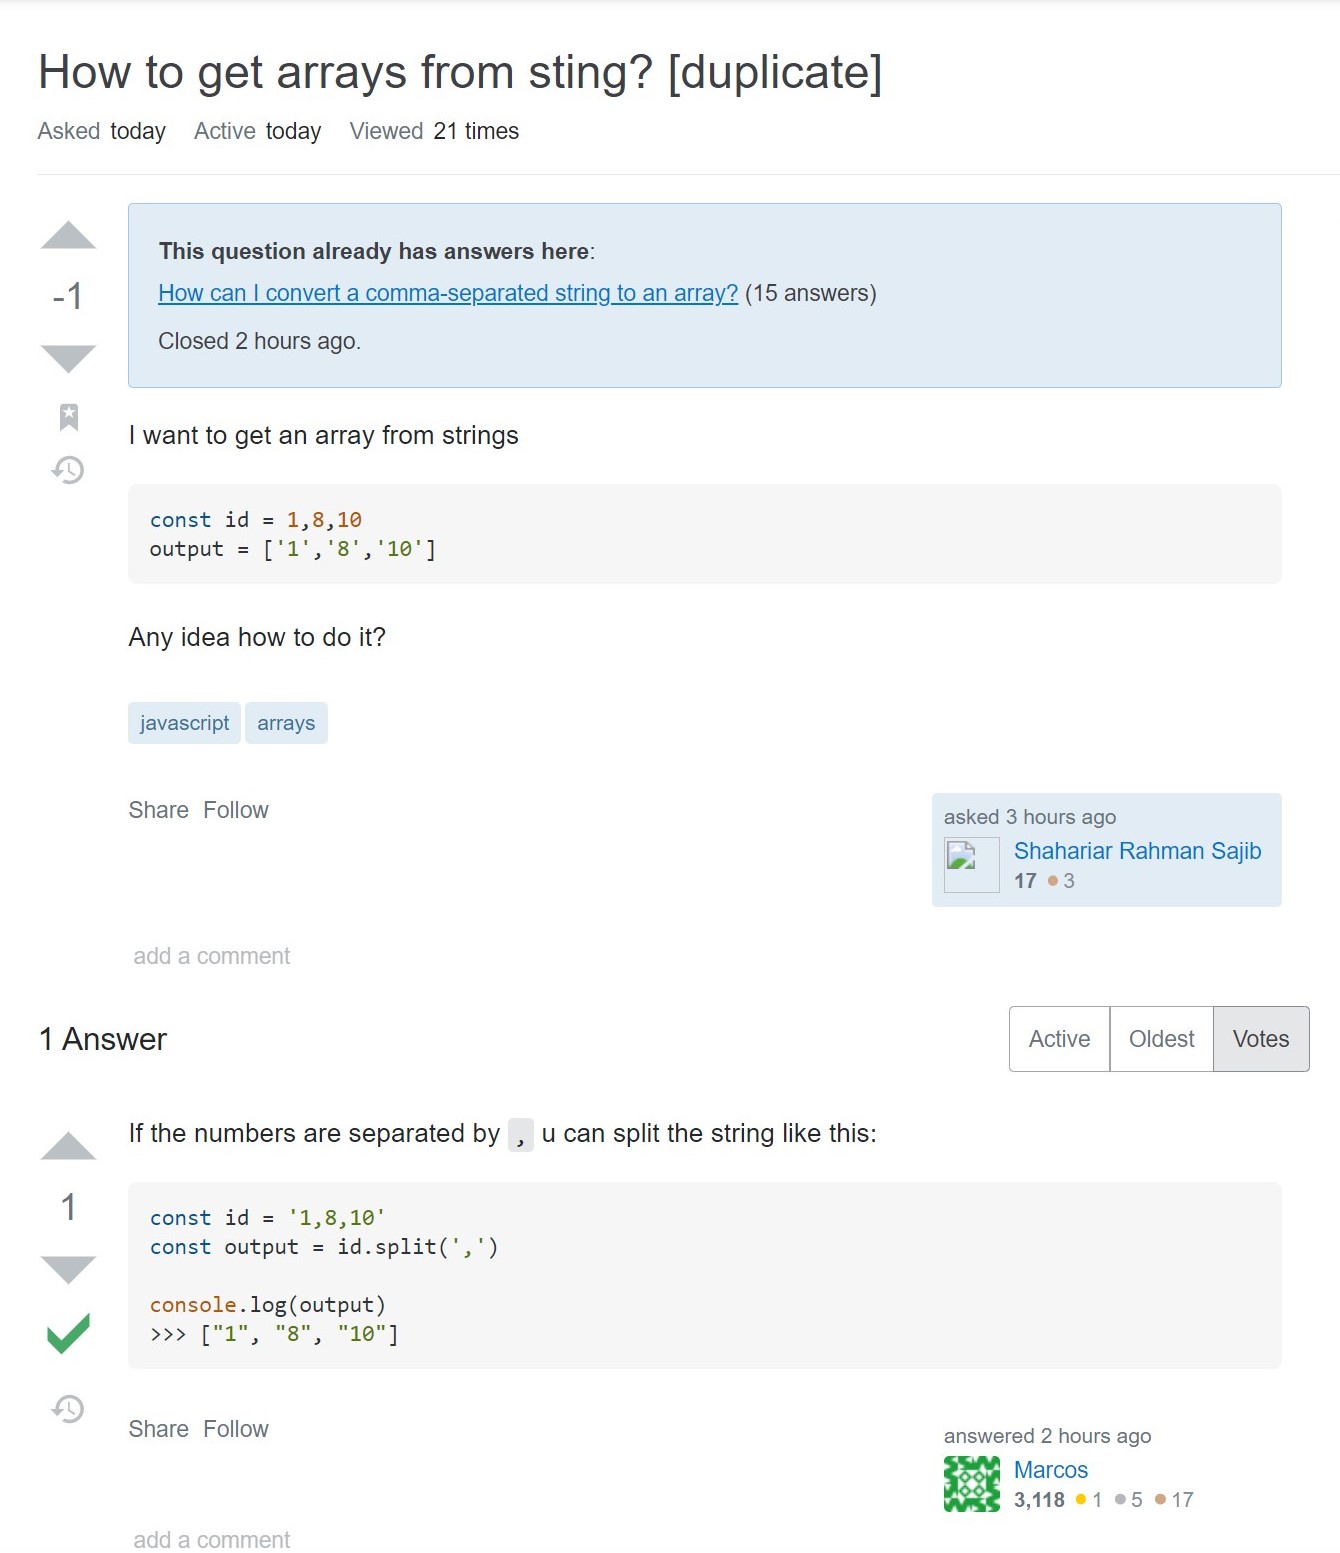 How to get arrays from sting? [duplicate]
Asked today Active today Viewed 21 times
-1
This question already has answers here:
How can I convert a comma-separated string to an array? (15 answers)
Closed 2 hours ago.
I want to get an array from strings
const id = 1,8,10
output = ['1','8','10']
Any idea how to do it?
javascript arrays
Share Follow
asked 3 hours ago
Shahariar Rahman Sajib
17 3
add a comment
1 Answer
Active Oldest Votes
1
If the numbers are separated by , u can split the string like this:
const id = '1,8,10'
const output = id.split(',')
console.log(output)
>>> ["1", "8", "10"]
Share Follow
answered 2 hours ago
Marcos
3,118 1 5 17
add a comment